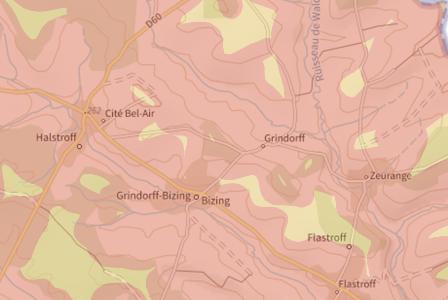 D60
Ruisseau de Wald
262
Cité Bel-Air
Halstroff
Grindorff
Zeurange
Grindorff-Bizing
Bizing
Flastroff
Flastroff